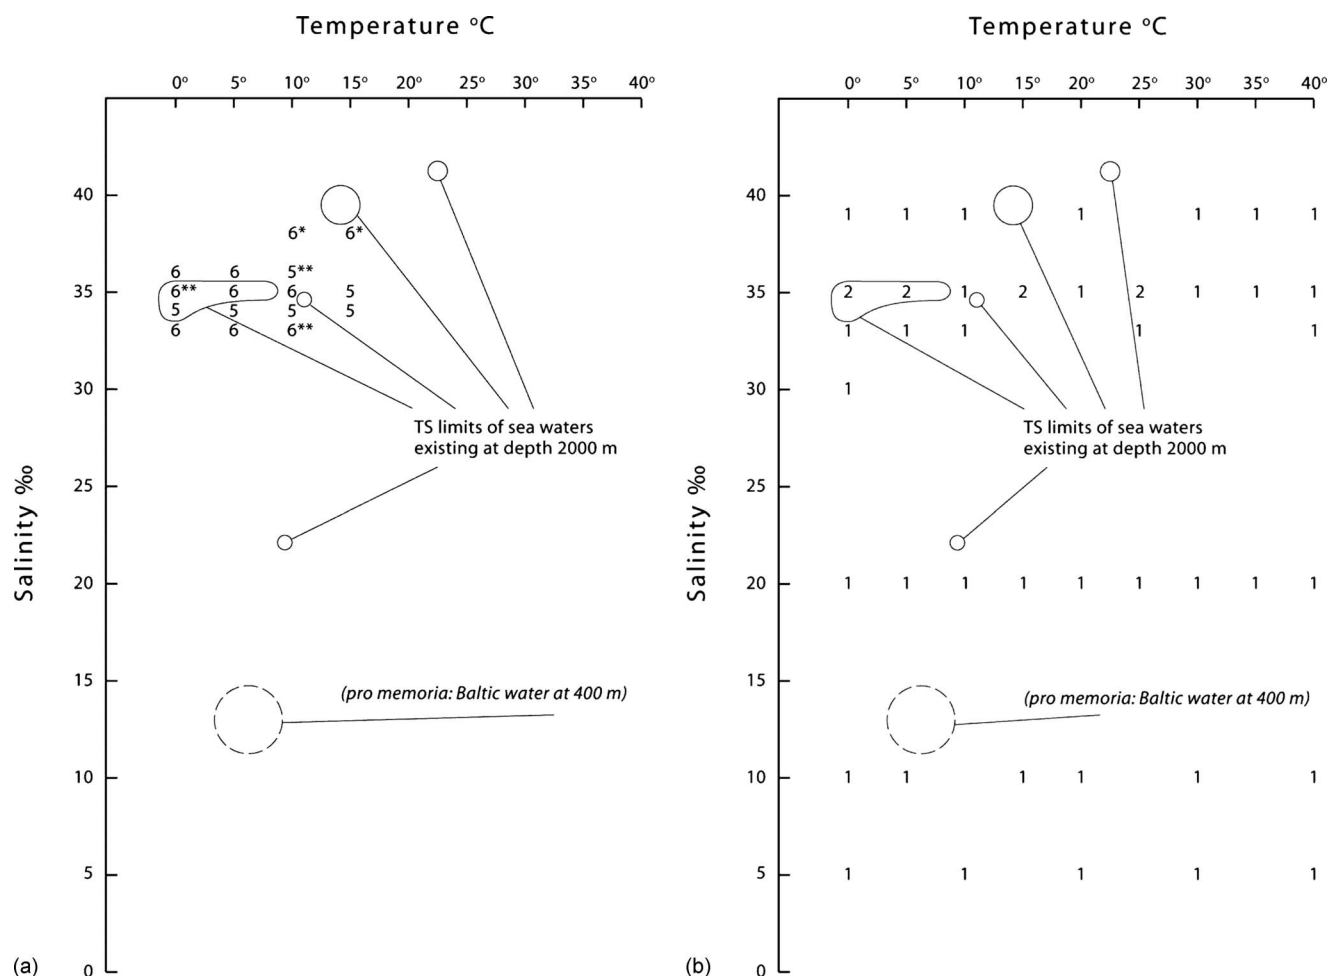 Temperature °C
0° 5° 10° 15° 20° 25° 30° 35° 40°
40
6* 6*
6 6 5**
35 6** 6 6 5
5 5 5 5
6 6 6**
30
TS limits of sea waters
existing at depth 2000 m
25
Salinity ‰
20
15
(pro memoria: Baltic water at 400 m)
10
5
0
(a)
Temperature °C
0° 5° 10° 15° 20° 25° 30° 35° 40°
40
1 1 1 1 1 1 1
35 2 2 1 2 1 2 1 1 1
1 1 1 1 1
30 1
TS limits of sea waters
existing at depth 2000 m
25
Salinity ‰
20 1 1 1 1 1 1 1 1 1
15
(pro memoria: Baltic water at 400 m)
10 1 1 1 1 1 1
5 1 1 1 1 1
0
(b)